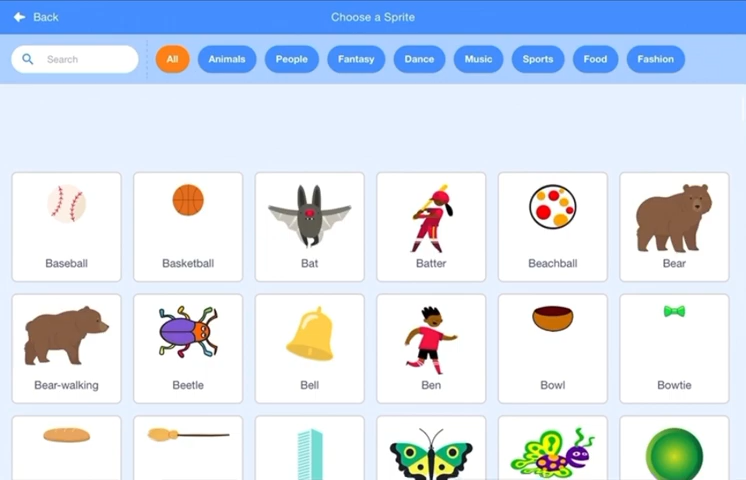 Back
Choose a Sprite
Search
All
Animals
People
Fantasy
Dance
Music
Sports
Food
Fashion
Baseball
Basketball
Bat
Batter
Beachball
Bear
Bear-walking
Beetle
Bell
Ben
Bowl
Bowtie